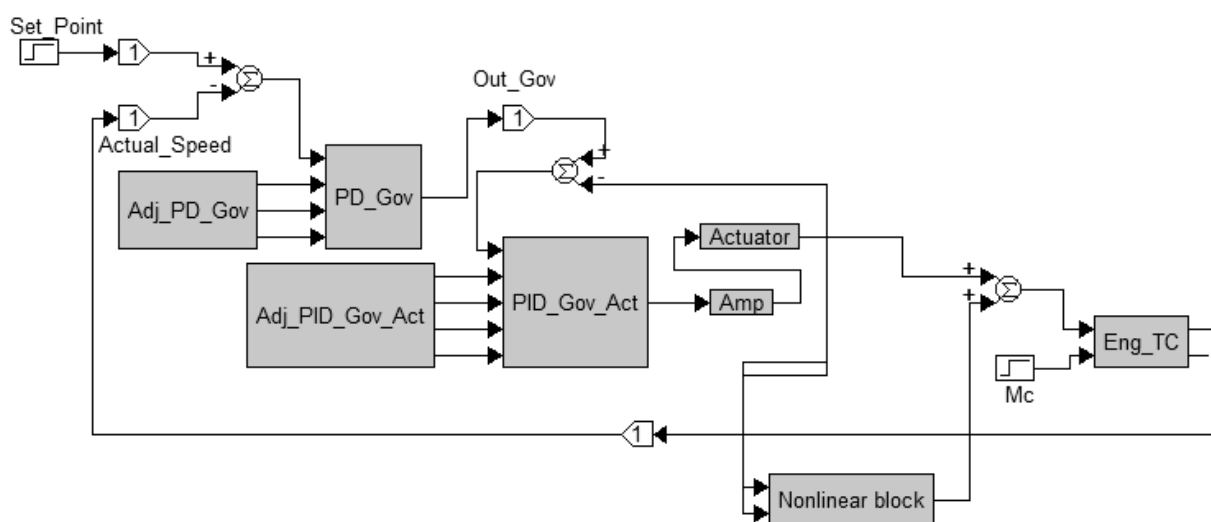 Set_Point
1
+
Σ
-
1
Actual_Speed
Out_Gov
1
+
Σ
-
Adj_PD_Gov
PD_Gov
Adj_PID_Gov_Act
PID_Gov_Act
Actuator
Amp
+
+
Σ
Eng_TC
Mc
1
Nonlinear block